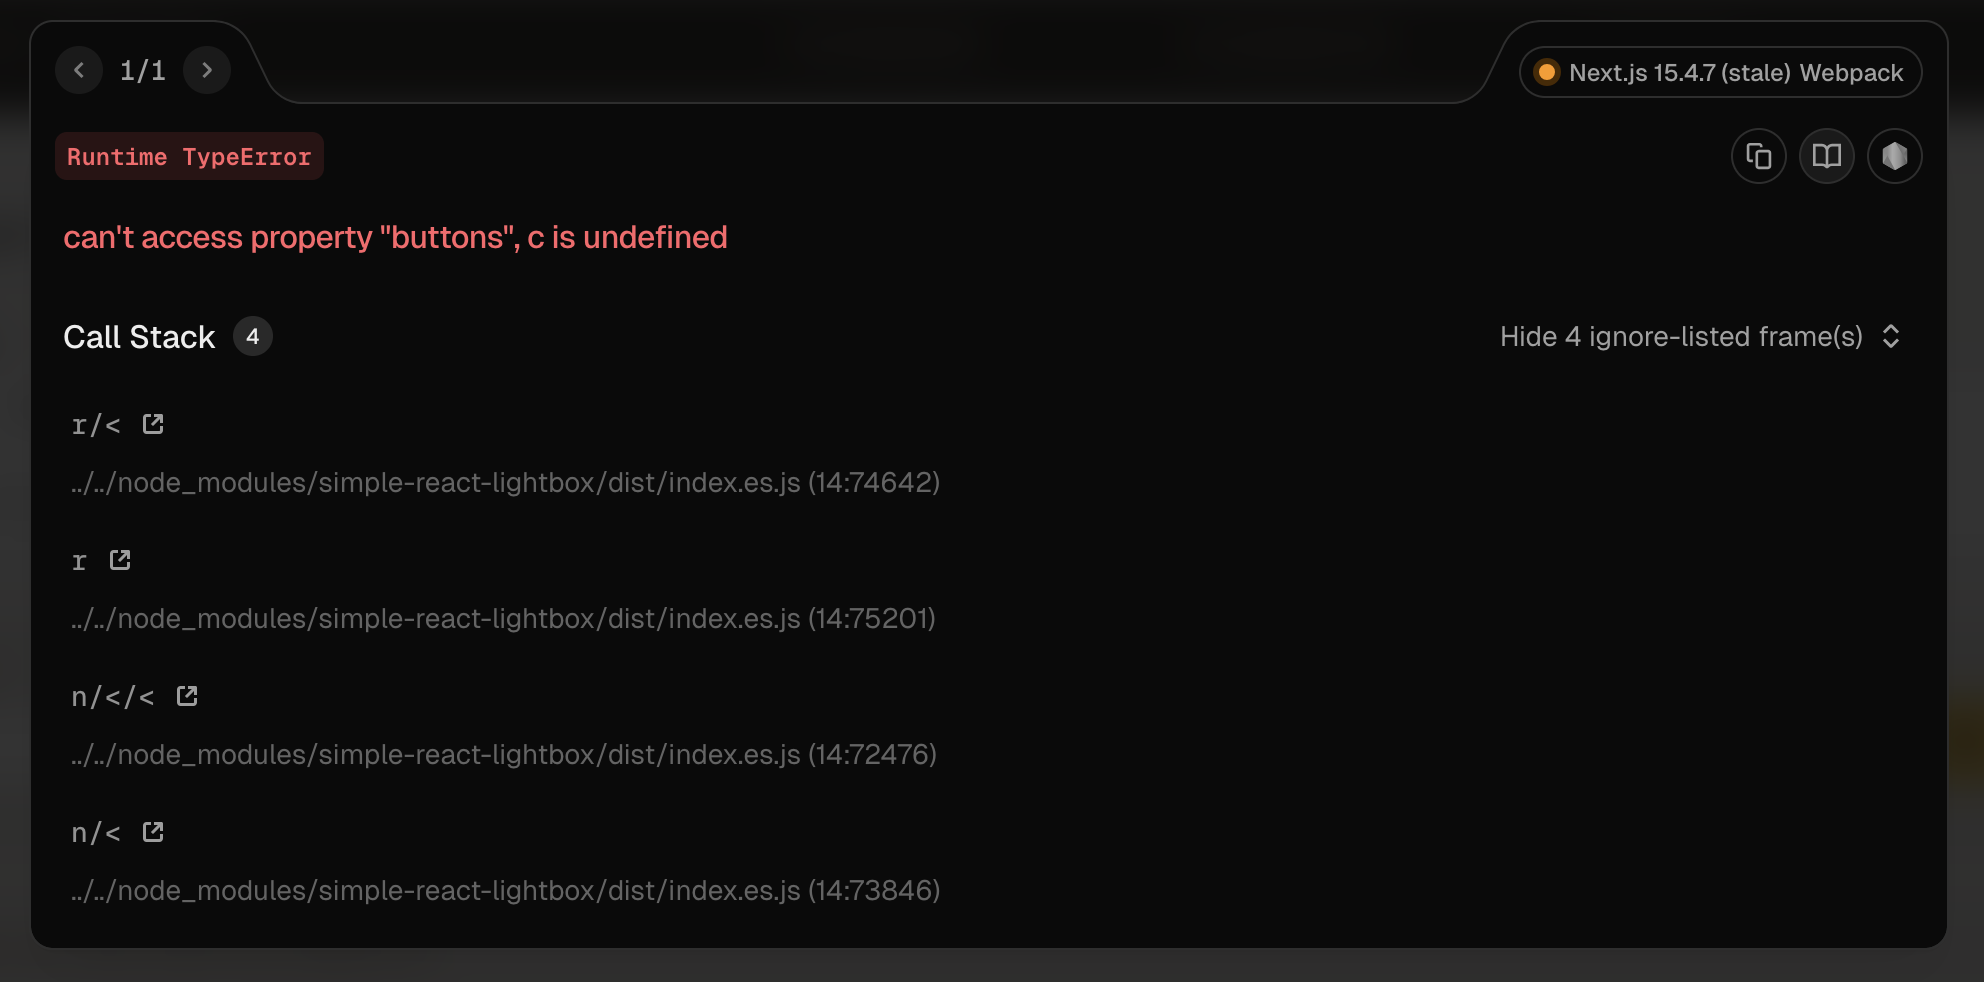 1/1
Next.js 15.4.7 (stale) Webpack
Runtime TypeError
can't access property "buttons", c is undefined
Call Stack 4
Hide 4 ignore-listed frame(s)
r/<
../../node_modules/simple-react-lightbox/dist/index.es.js (14:74642)
r
../../node_modules/simple-react-lightbox/dist/index.es.js (14:75201)
n/</<
../../node_modules/simple-react-lightbox/dist/index.es.js (14:72476)
n/<
../../node_modules/simple-react-lightbox/dist/index.es.js (14:73846)